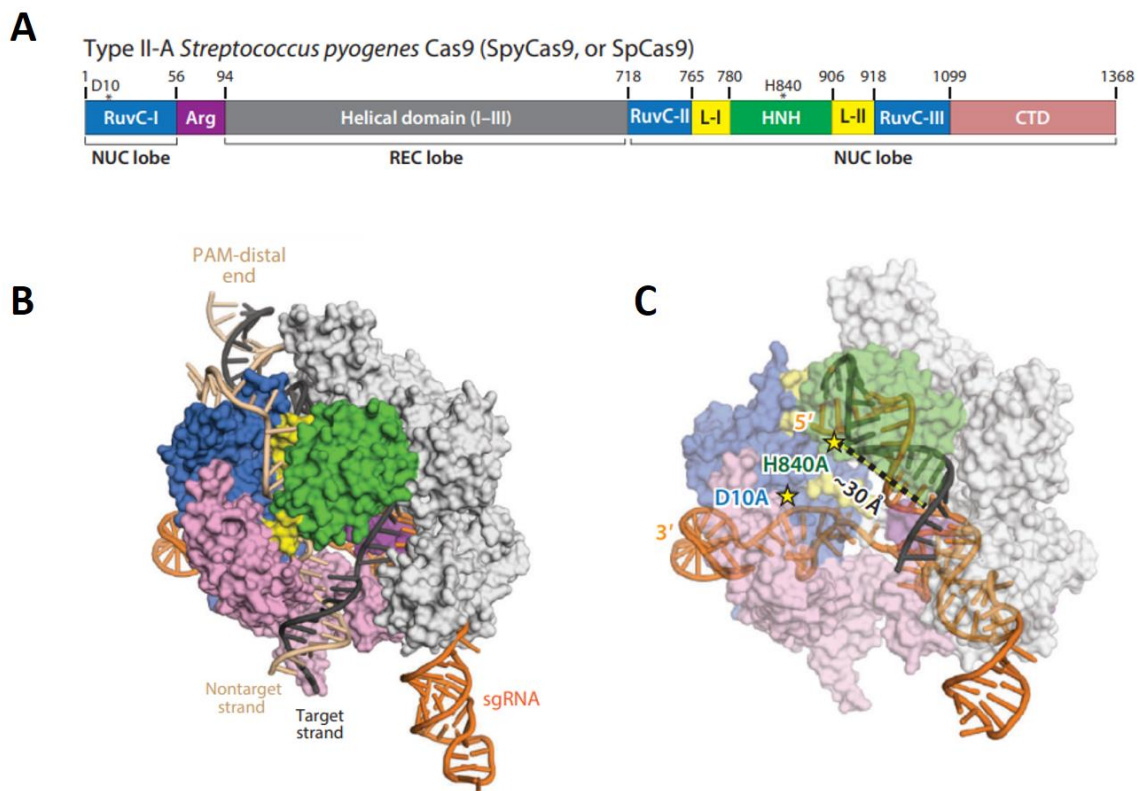 A
Type II-A Streptococcus pyogenes Cas9 (SpyCas9, or SpCas9)
1 56 94 718 765 780 906 918 1099 1368
D10 H840
* *
RuvC-I Arg Helical domain (I–III) RuvC-II L-I HNH L-II RuvC-III CTD
NUC lobe REC lobe NUC lobe
B
PAM-distal
end
Nontarget
strand
Target
strand
sgRNA
C
5′
H840A
~30 Å
D10A
3′